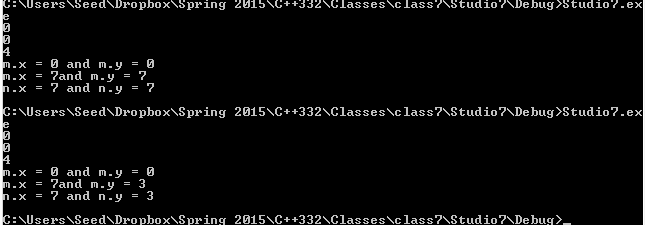 C:\Users\Seed\Dropbox\Spring 2015\C++332\Classes\class7\Studio7\Debug>Studio7.ex
e
0
0
4
m.x = 0 and m.y = 0
m.x = 7and m.y = 7
n.x = 7 and n.y = 7
C:\Users\Seed\Dropbox\Spring 2015\C++332\Classes\class7\Studio7\Debug>Studio7.ex
e
0
0
4
m.x = 0 and m.y = 0
m.x = 7and m.y = 3
n.x = 7 and n.y = 3
C:\Users\Seed\Dropbox\Spring 2015\C++332\Classes\class7\Studio7\Debug>_